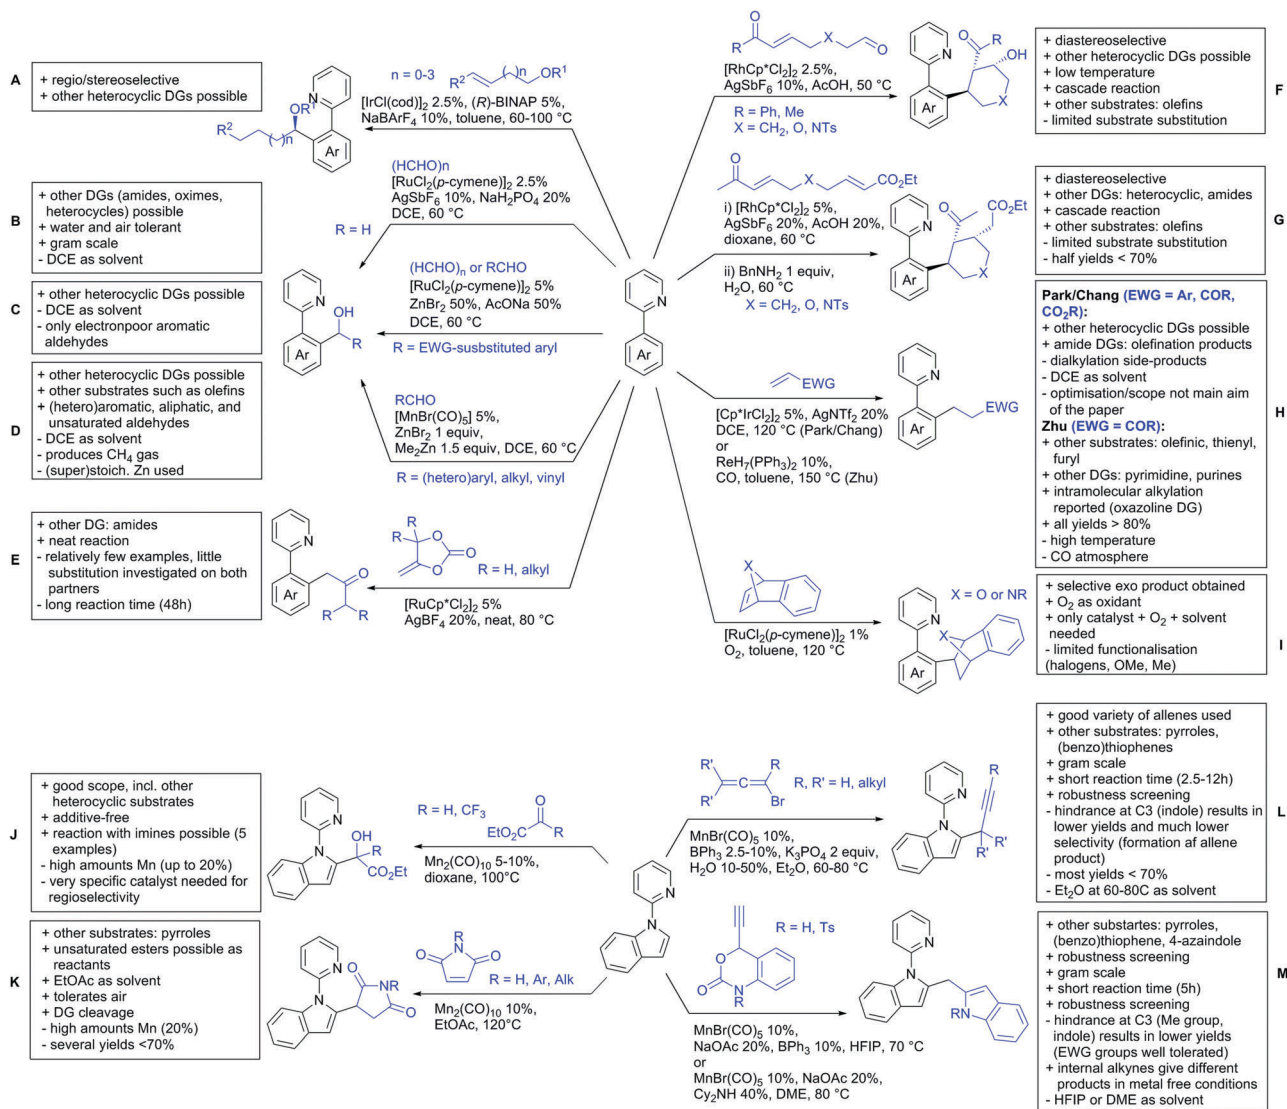 A
+ regio/stereoselective
+ other heterocyclic DGs possible
n = 0-3
R² ( )n OR¹
[IrCl(cod)]₂ 2.5%, (R)-BINAP 5%,
NaBArF₄ 10%, toluene, 60-100 °C
OR¹ N
R² ( )n Ar
B
+ other DGs (amides, oximes,
heterocycles) possible
+ water and air tolerant
+ gram scale
- DCE as solvent
(HCHO)n
[RuCl₂(p-cymene)]₂ 2.5%
AgSbF₆ 10%, NaH₂PO₄ 20%
DCE, 60 °C
R = H
C
+ other heterocyclic DGs possible
- DCE as solvent
- only electronpoor aromatic
aldehydes
(HCHO)n or RCHO
[RuCl₂(p-cymene)]₂ 5%
ZnBr₂ 50%, AcONa 50%
DCE, 60 °C
R = EWG-susbstituted aryl
N
OH
Ar R
D
+ other heterocyclic DGs possible
+ other substrates such as olefins
+ (hetero)aromatic, aliphatic, and
unsaturated aldehydes
- DCE as solvent
- produces CH₄ gas
- (super)stoich. Zn used
RCHO
[MnBr(CO)₅] 5%,
ZnBr₂ 1 equiv,
Me₂Zn 1.5 equiv, DCE, 60 °C
R = (hetero)aryl, alkyl, vinyl
E
+ other DG: amides
+ neat reaction
- relatively few examples, little
substitution investigated on both
partners
- long reaction time (48h)
N
O
Ar
R R
R R O
O
O
R = H, alkyl
[RuCp*Cl₂]₂ 5%
AgBF₄ 20%, neat, 80 °C
N
Ar
O
R X O
[RhCp*Cl₂]₂ 2.5%,
AgSbF₆ 10%, AcOH, 50 °C
R = Ph, Me
X = CH₂, O, NTs
N
O R OH
Ar X
F
+ diastereoselective
+ other heterocyclic DGs possible
+ low temperature
+ cascade reaction
+ other substrates: olefins
- limited substrate substitution
O
X CO₂Et
i) [RhCp*Cl₂]₂ 5%,
AgSbF₆ 20%, AcOH 20%,
dioxane, 60 °C
ii) BnNH₂ 1 equiv,
H₂O, 60 °C
X = CH₂, O, NTs
N
O CO₂Et
Ar X
G
+ diastereoselective
+ other DGs: heterocyclic, amides
+ cascade reaction
+ other substrates: olefins
- limited substrate substitution
- half yields < 70%
EWG
[Cp*IrCl₂]₂ 5%, AgNTf₂ 20%
DCE, 120 °C (Park/Chang)
or
ReH₇(PPh₃)₂ 10%,
CO, toluene, 150 °C (Zhu)
N
EWG
Ar
H
Park/Chang (EWG = Ar, COR,
CO₂R):
+ other heterocyclic DGs possible
+ amide DGs: olefination products
- dialkylation side-products
- DCE as solvent
- optimisation/scope not main aim
of the paper
Zhu (EWG = COR):
+ other substrates: olefinic, thienyl,
furyl
+ other DGs: pyrimidine, purines
+ intramolecular alkylation
reported (oxazoline DG)
+ all yields > 80%
- high temperature
- CO atmosphere
X
[RuCl₂(p-cymene)]₂ 1%
O₂, toluene, 120 °C
X = O or NR
N
X
Ar
I
+ selective exo product obtained
+ O₂ as oxidant
+ only catalyst + O₂ + solvent
needed
- limited functionalisation
(halogens, OMe, Me)
J
+ good scope, incl. other
heterocyclic substrates
+ additive-free
+ reaction with imines possible (5
examples)
- high amounts Mn (up to 20%)
- very specific catalyst needed for
regioselectivity
N
OH
N R
CO₂Et
R = H, CF₃
O
EtO₂C R
Mn₂(CO)₁₀ 5-10%,
dioxane, 100°C
K
+ other substrates: pyrroles
+ unsaturated esters possible as
reactants
+ EtOAc as solvent
+ tolerates air
+ DG cleavage
- high amounts Mn (20%)
- several yields <70%
N
R
O N
N O
R
O N O
R = H, Ar, Alk
Mn₂(CO)₁₀ 10%,
EtOAc, 120°C
N
N
R' R
R' Br
R, R' = H, alkyl
MnBr(CO)₅ 10%,
BPh₃ 2.5-10%, K₃PO₄ 2 equiv,
H₂O 10-50%, Et₂O, 60-80 °C
R
N
N
R' R'
L
+ good variety of allenes used
+ other substrates: pyrroles,
(benzo)thiophenes
+ gram scale
+ short reaction time (2.5-12h)
+ robustness screening
- hindrance at C3 (indole) results in
lower yields and much lower
selectivity (formation af allene
product)
- most yields < 70%
- Et₂O at 60-80C as solvent
R = H, Ts
O
O N
R
MnBr(CO)₅ 10%,
NaOAc 20%, BPh₃ 10%, HFIP, 70 °C
or
MnBr(CO)₅ 10%, NaOAc 20%,
Cy₂NH 40%, DME, 80 °C
N
N
RN
M
+ other substartes: pyrroles,
(benzo)thiophene, 4-azaindole
+ robustness screening
+ gram scale
+ short reaction time (5h)
+ robustness screening
- hindrance at C3 (Me group,
indole) results in lower yields
(EWG groups well tolerated)
+ internal alkynes give different
products in metal free conditions
- HFIP or DME as solvent